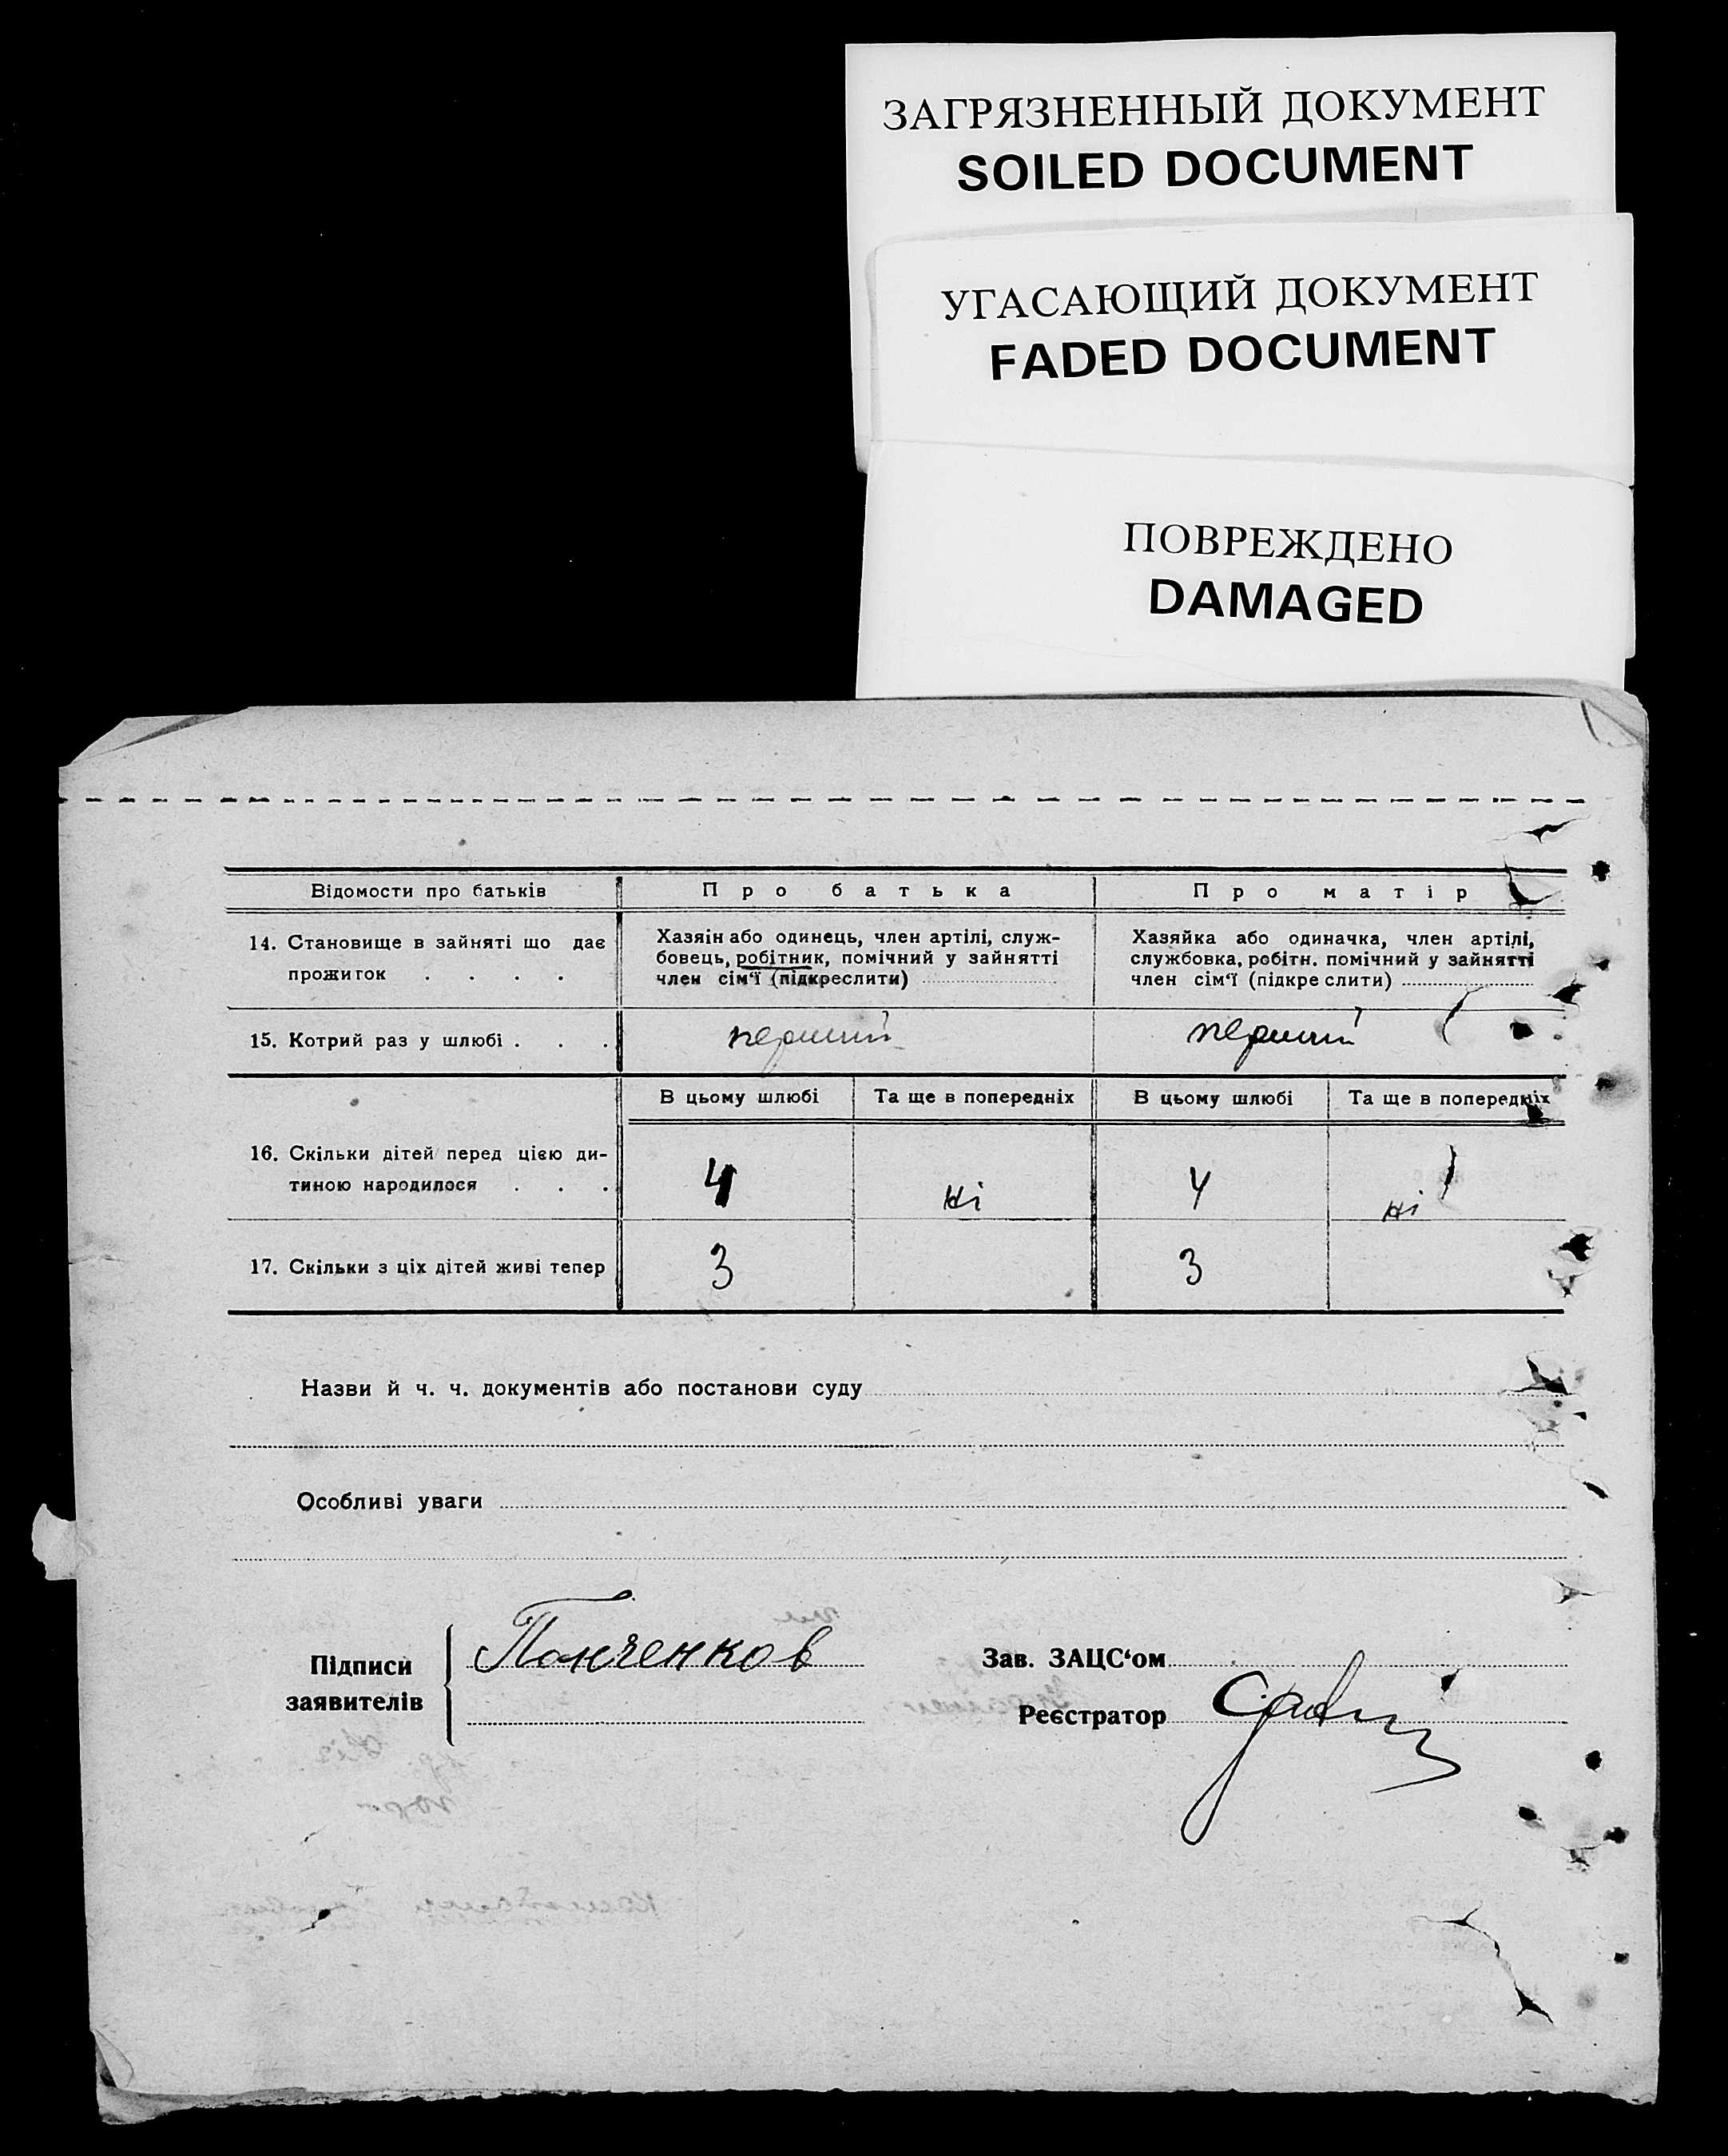 ЗАГРЯЗНЕННЫЙ ДОКУМЕНТ
SOILED DOCUMENT
УГАСАЮЩИЙ ДОКУМЕНТ
FADED DOCUMENT
ПОВРЕЖДЕНО
DAMAGED
Відомости про батьків Про батька Про матір
14. Становище в зайняті що дає прожиток . . . .
Хазяін або одинець, член артілі, служ-
бовець, робітник, помічний у зайнятті
член сім‘ї (підкреслити)
Хазяйка або одиначка, член артілі,
службовка, робітн. помічний у зайнятті
член сім‘ї (підкреслити)
15. Котрий раз у шлюбі . . . перший перший
В цьому шлюбі Та ще в попередніх В цьому шлюбі Та ще в попередніх
16. Скільки дітей перед цією ди-
тиною народилося . . . 4 ні 4 ні
17. Скільки з ціх дітей живі тепер 3 3
Назви й ч. ч. документів або постанови суду
Особливі уваги
Підписи
заявителів
Панченков
Зав. ЗАЦС‘ом
Реєстратор